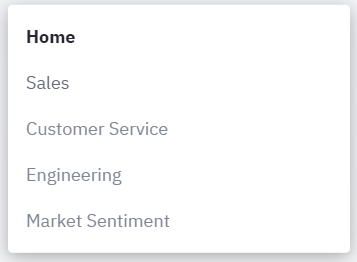 Home
Sales
Customer Service
Engineering
Market Sentiment